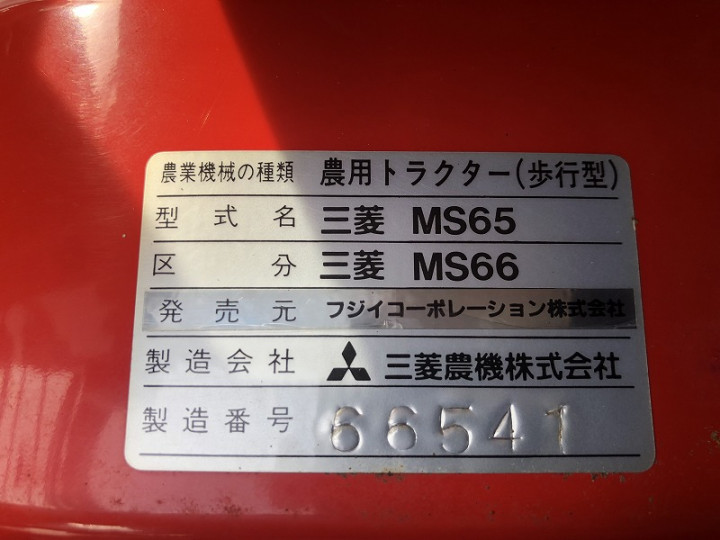 農業機械の種類 農用トラクター(歩行型)
型式名 三菱 MS65
区分 三菱 MS66
発売元 フジイコーポレーション株式会社
製造会社 三菱農機株式会社
製造番号 66541